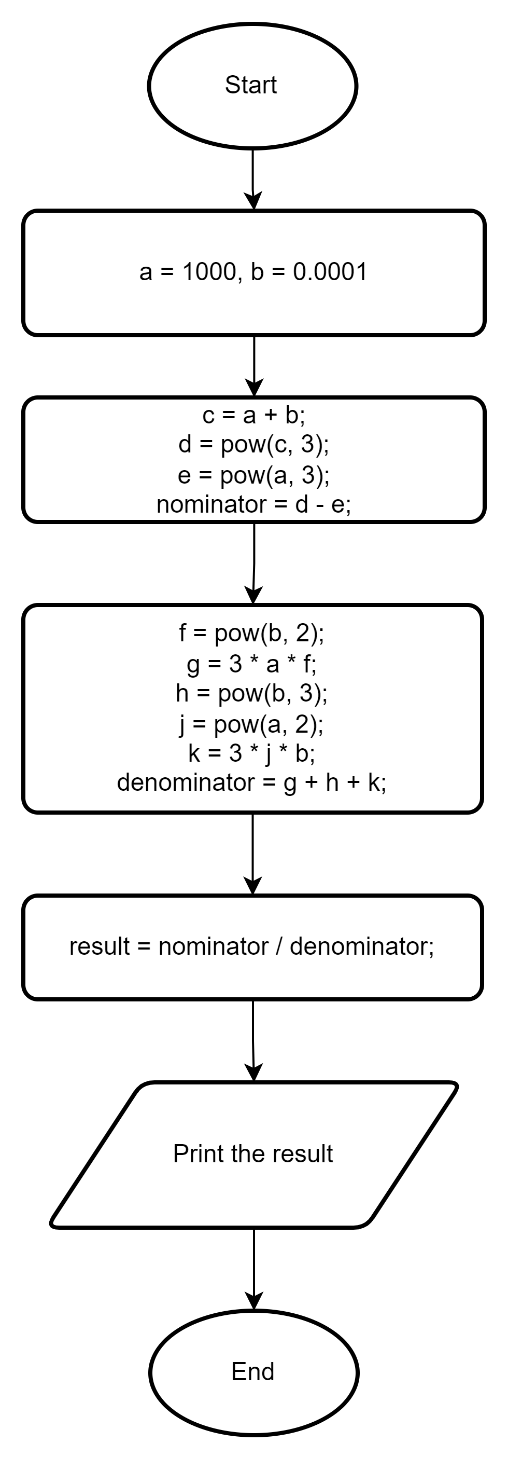 Start
a = 1000, b = 0.0001
c = a + b;
d = pow(c, 3);
e = pow(a, 3);
nominator = d - e;
f = pow(b, 2);
g = 3 * a * f;
h = pow(b, 3);
j = pow(a, 2);
k = 3 * j * b;
denominator = g + h + k;
result = nominator / denominator;
Print the result
End